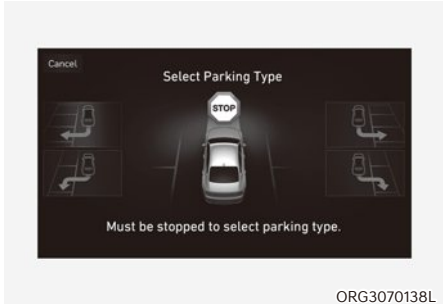 Cancel
Select Parking Type
STOP
Must be stopped to select parking type.
ORG3070138L